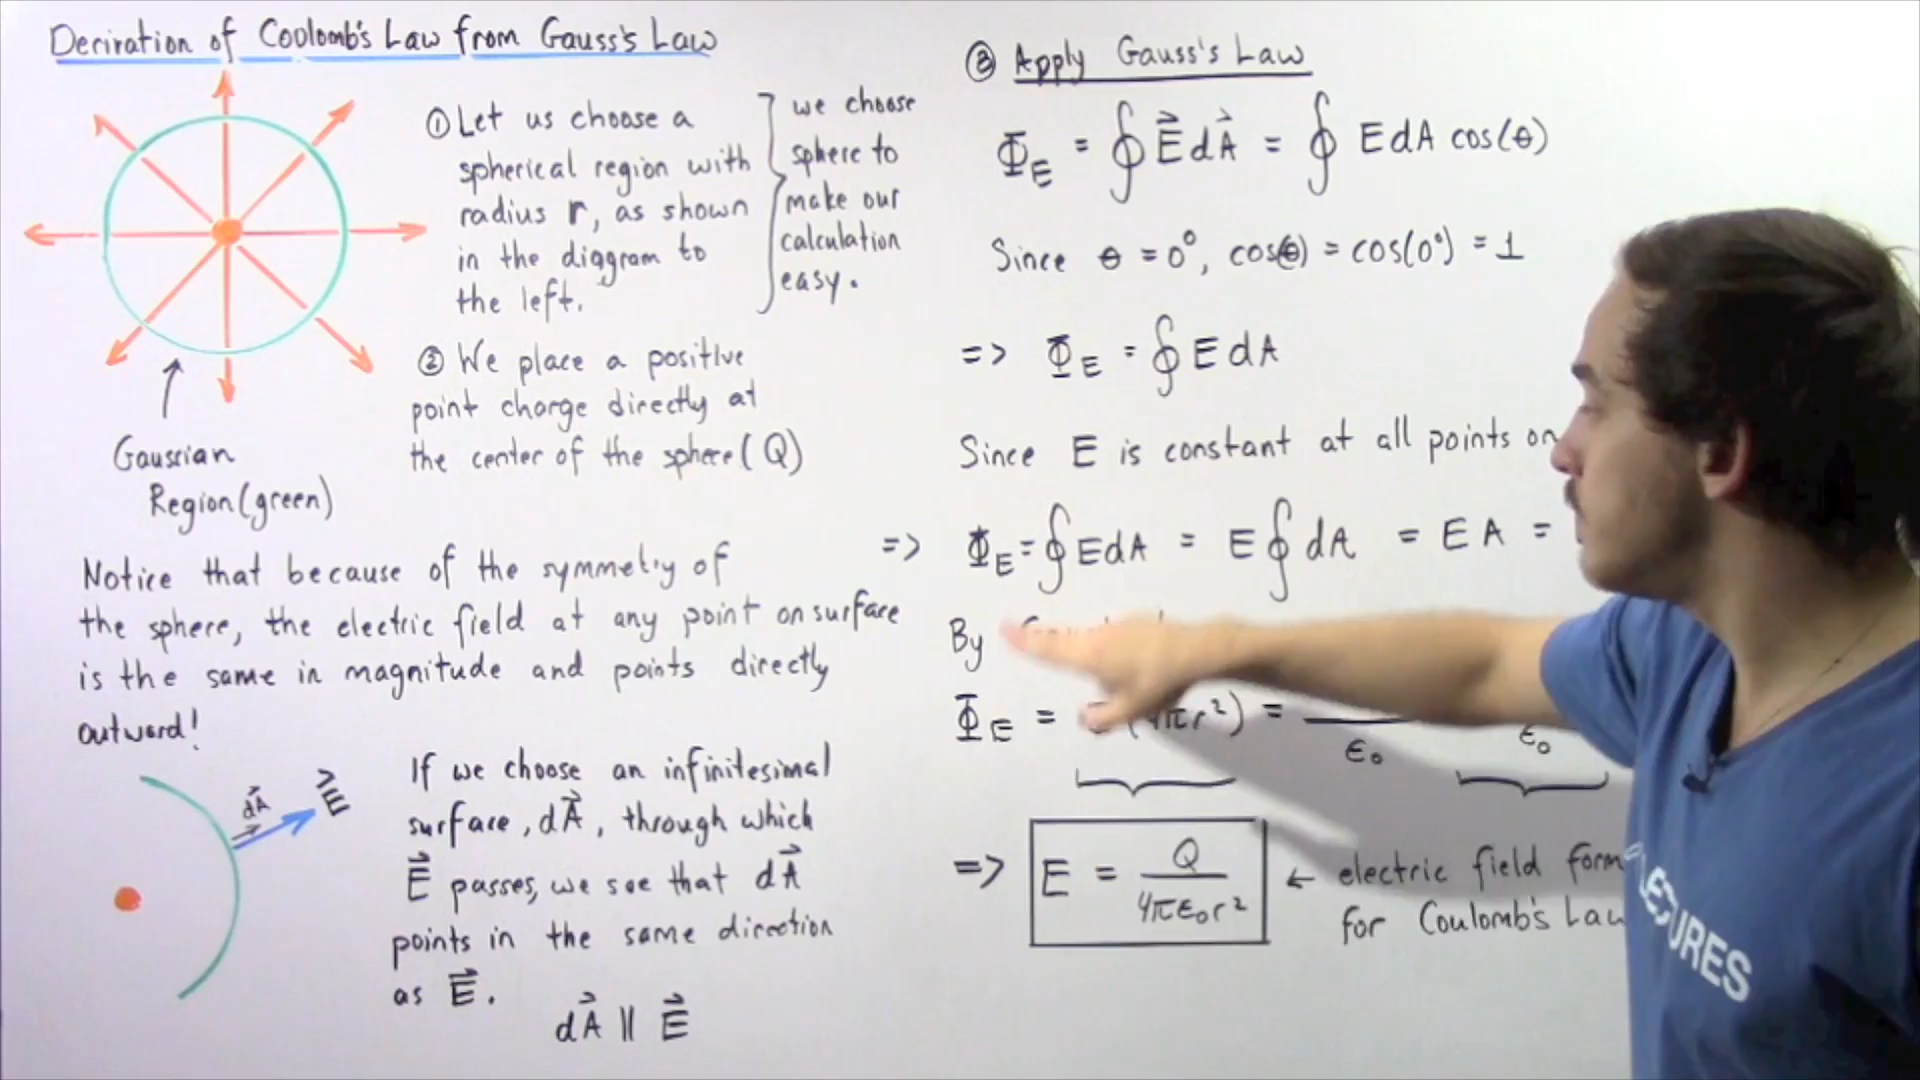 Derivation of Coulomb's Law from Gauss's Law
① Let us choose a
spherical region with
radius r, as shown
in the diagram to
the left.
we choose
sphere to
make our
calculation
easy.
② We place a positive
point charge directly at
the center of the sphere (Q)
Gaussian
Region (green)
Notice that because of the symmetry of
the sphere, the electric field at any point on surface
is the same in magnitude and points directly
outward!
dA⃗
E⃗
If we choose an infinitesimal
surface, dA⃗, through which
E⃗ passes, we see that dA⃗
points in the same direction
as E⃗.
dA⃗ || E⃗
③ Apply Gauss's Law
Φ_E = ∮ E⃗ dA⃗ = ∮ E dA cos(θ)
Since θ = 0°, cos(θ) = cos(0°) = 1
=> Φ_E = ∮ E dA
Since E is constant at all points on
=> Φ_E = ∮ E dA = E ∮ dA = E A =
By
Φ_E = (4πr²) = ε₀ ε₀
=> E = Q / 4πε₀r² ← electric field form
for Coulomb's Law
LECTURES